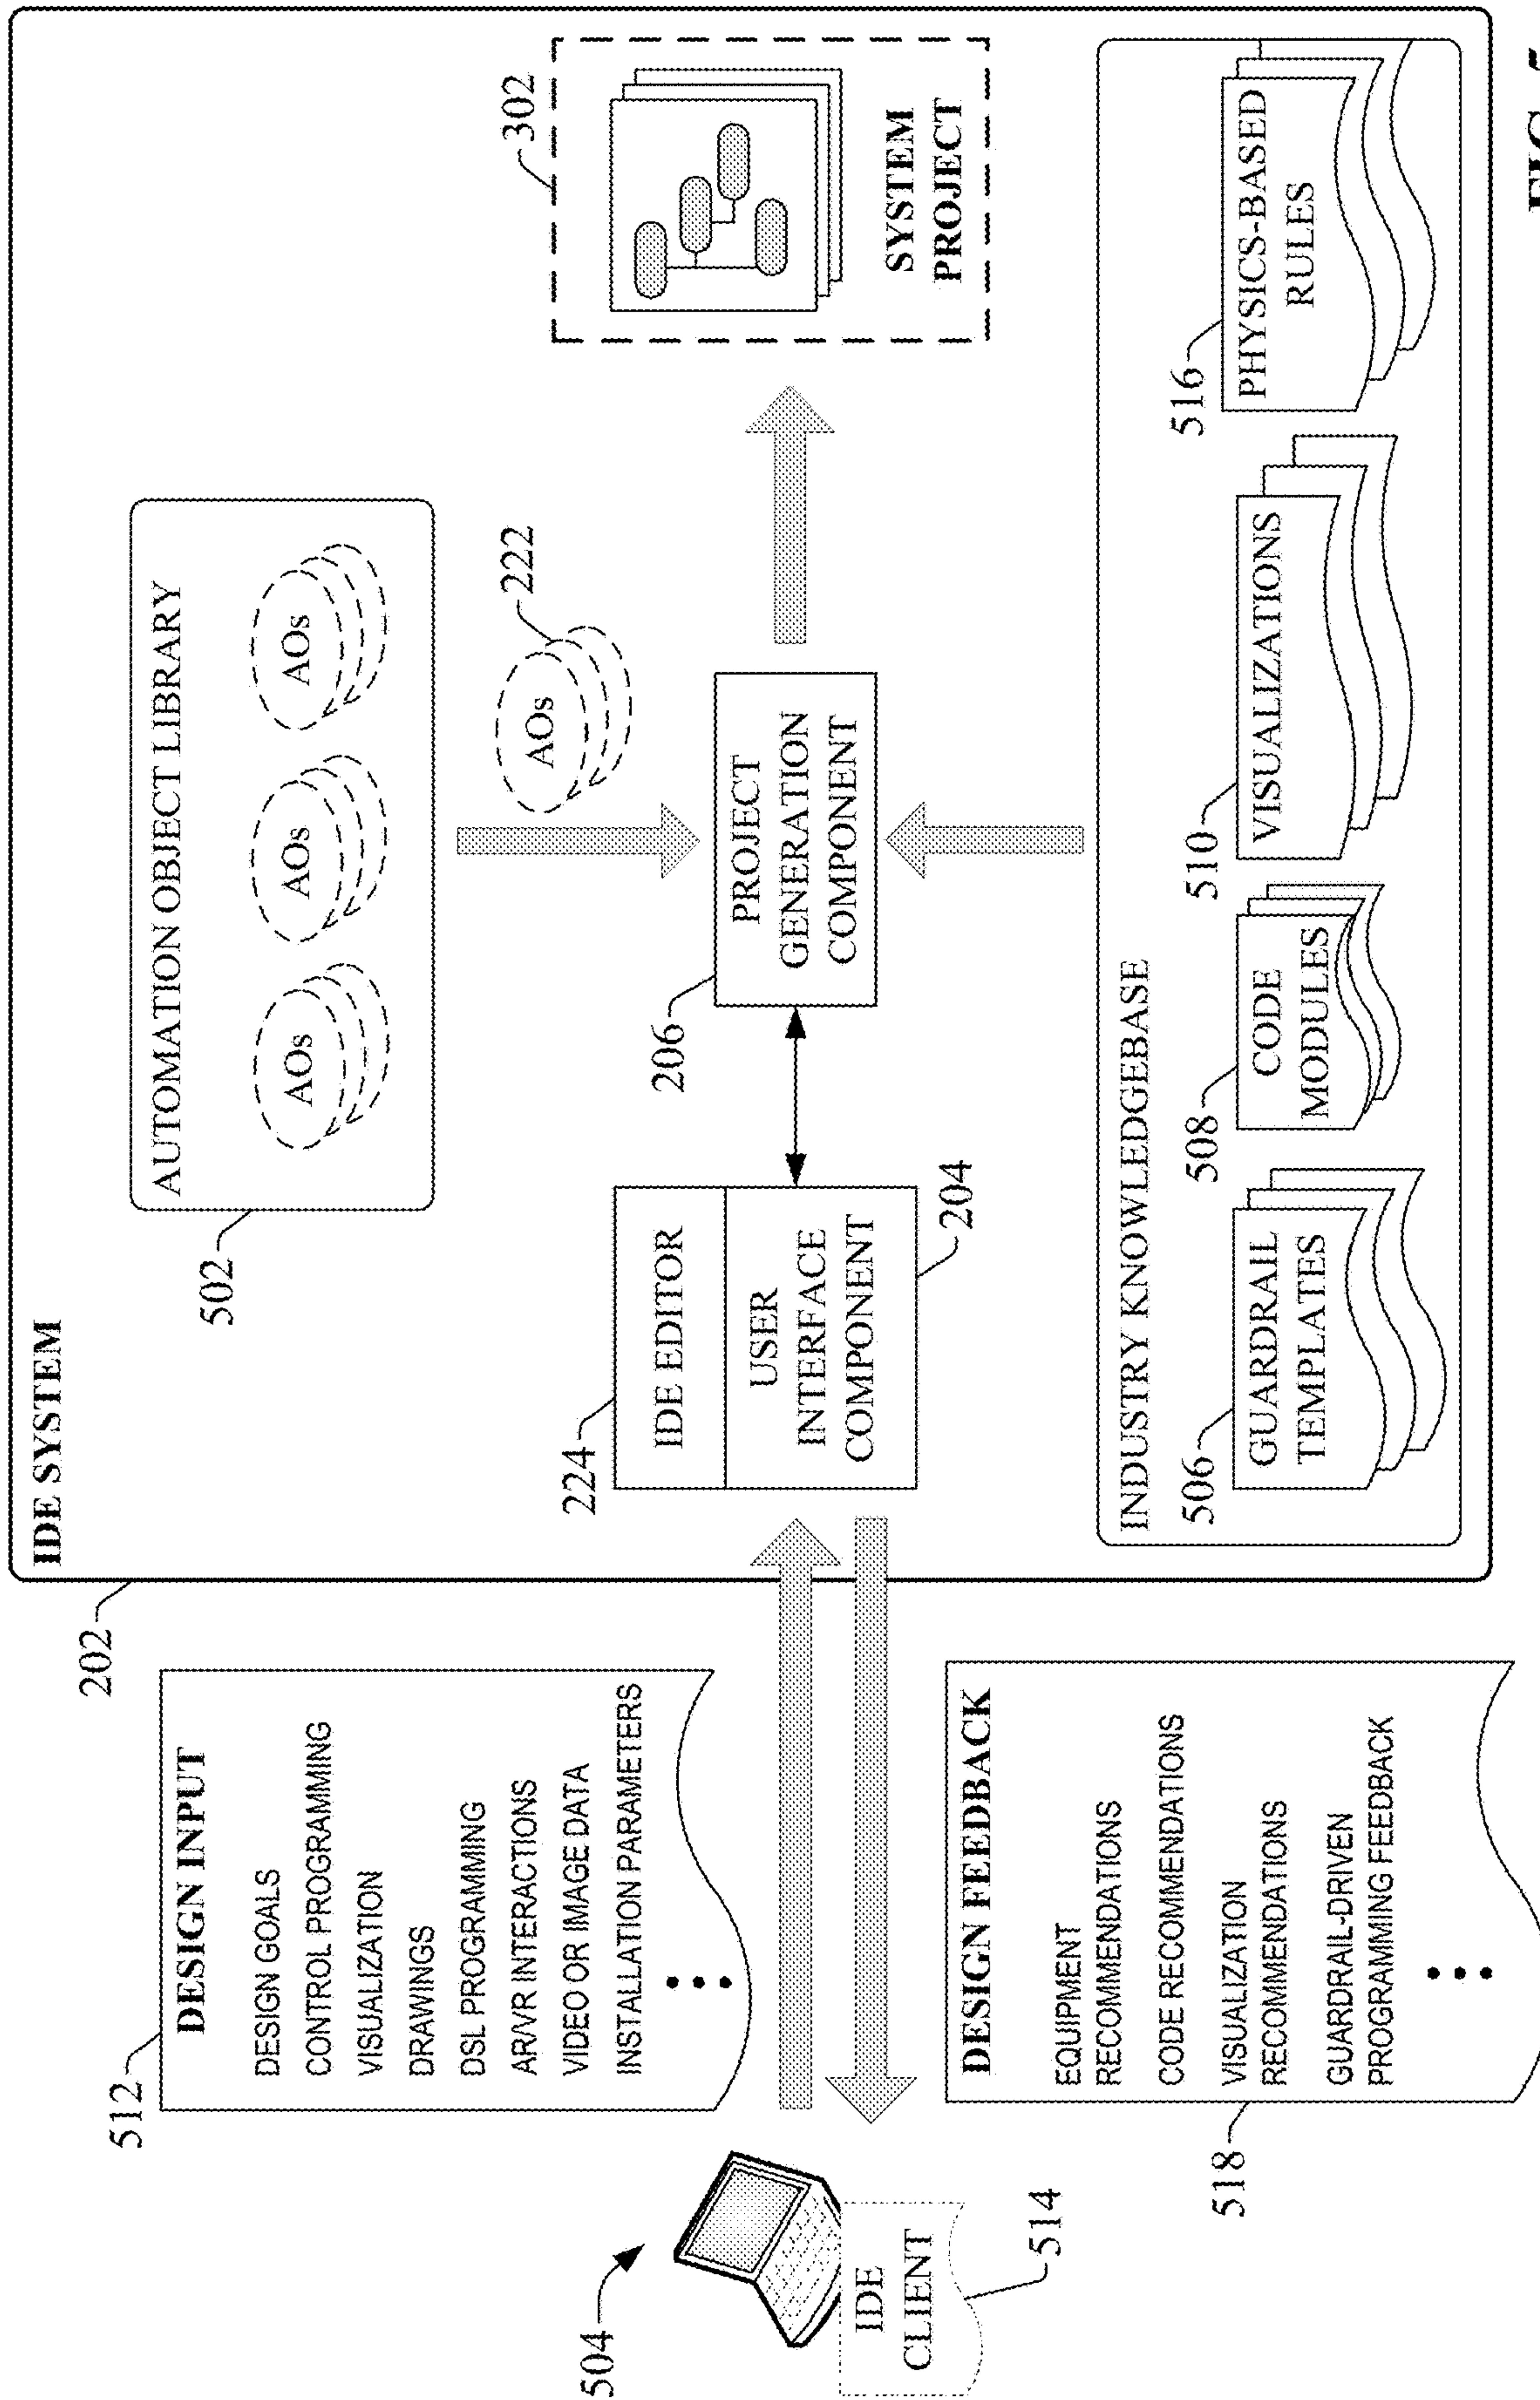 202
IDE SYSTEM
502
AUTOMATION OBJECT LIBRARY
AOs
AOs
AOs
512
DESIGN INPUT
DESIGN GOALS
CONTROL PROGRAMMING
VISUALIZATION
DRAWINGS
DSL PROGRAMMING
AR/VR INTERACTIONS
VIDEO OR IMAGE DATA
INSTALLATION PARAMETERS
222
AOs
302
SYSTEM
PROJECT
504
IDE
CLIENT
514
224
IDE EDITOR
USER
INTERFACE
COMPONENT
204
206
PROJECT
GENERATION
COMPONENT
518
DESIGN FEEDBACK
EQUIPMENT
RECOMMENDATIONS
CODE RECOMMENDATIONS
VISUALIZATION
RECOMMENDATIONS
GUARDRAIL-DRIVEN
PROGRAMMING FEEDBACK
INDUSTRY KNOWLEDGEBASE
506
GUARDRAIL
TEMPLATES
508
CODE
MODULES
510
VISUALIZATIONS
516
PHYSICS-BASED
RULES